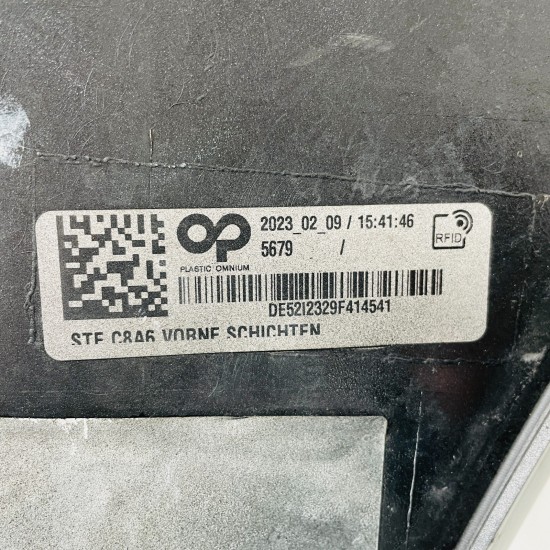 2023_02_09 / 15:41:46
5679 /
RFID
OP
PLASTIC OMNIUM
DE52I2329F414541
STF C8A6 VORNE SCHICHTEN